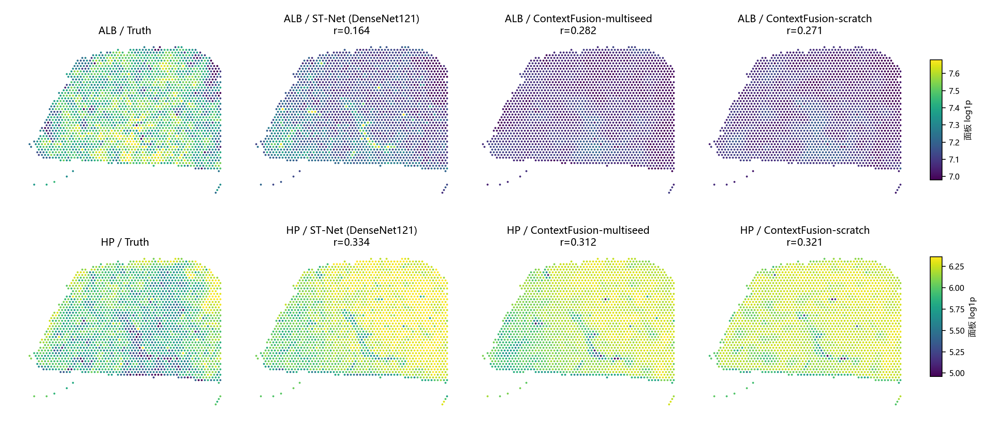 ALB / Truth
ALB / ST-Net (DenseNet121)
r=0.164
ALB / ContextFusion-multiseed
r=0.282
ALB / ContextFusion-scratch
r=0.271
7.6
7.5
7.4
7.3
7.2
7.1
7.0
面板 log1p
HP / Truth
HP / ST-Net (DenseNet121)
r=0.334
HP / ContextFusion-multiseed
r=0.312
HP / ContextFusion-scratch
r=0.321
6.25
6.00
5.75
5.50
5.25
5.00
面板 log1p